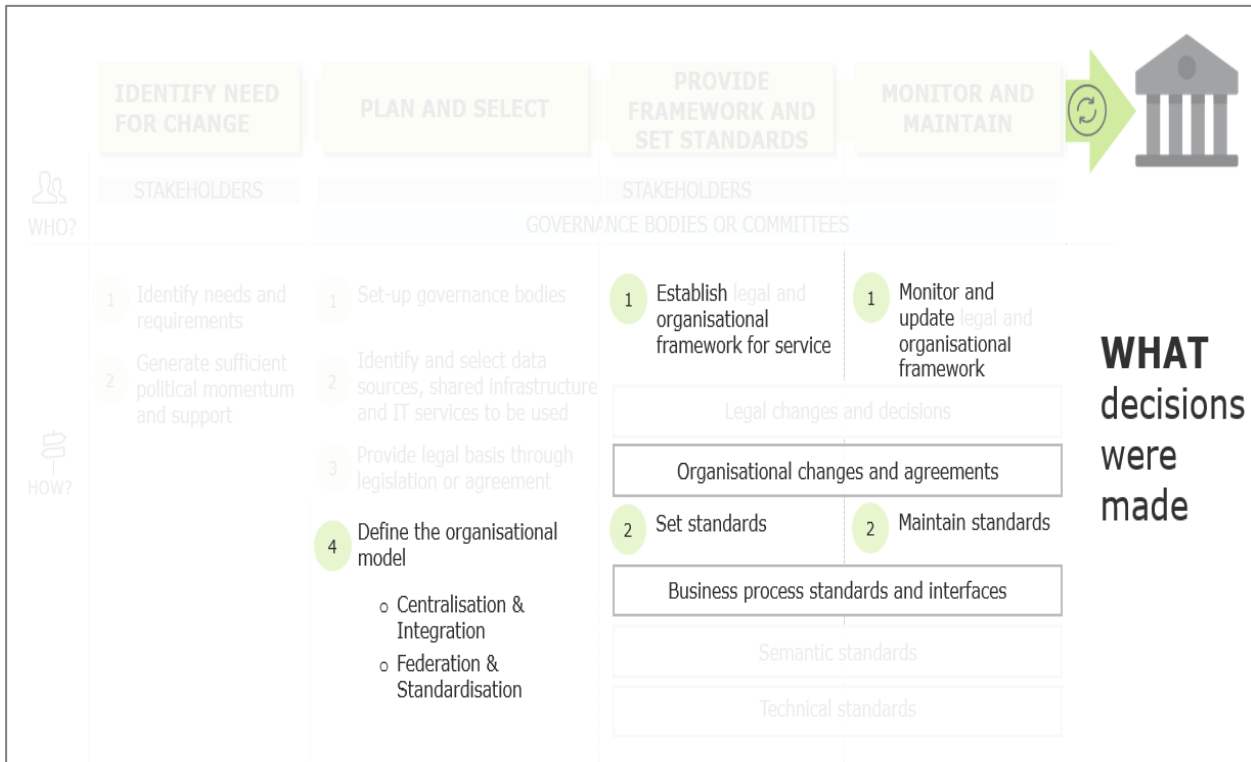 IDENTIFY NEED
FOR CHANGE
PLAN AND SELECT
PROVIDE
FRAMEWORK AND
SET STANDARDS
MONITOR AND
MAINTAIN
WHO?
STAKEHOLDERS
STAKEHOLDERS
GOVERNANCE BODIES OR COMMITTEES
HOW?
1 Identify needs and
requirements
2 Generate sufficient
political momentum
and support
1 Set-up governance bodies
2 Identify and select data
sources, shared infrastructure
and IT services to be used
3 Provide legal basis through
legislation or agreement
4 Define the organisational
model
o Centralisation &
Integration
o Federation &
Standardisation
1 Establish legal and
organisational
framework for service
1 Monitor and
update legal and
organisational
framework
Legal changes and decisions
Organisational changes and agreements
2 Set standards
2 Maintain standards
Business process standards and interfaces
Semantic standards
Technical standards
WHAT
decisions
were
made